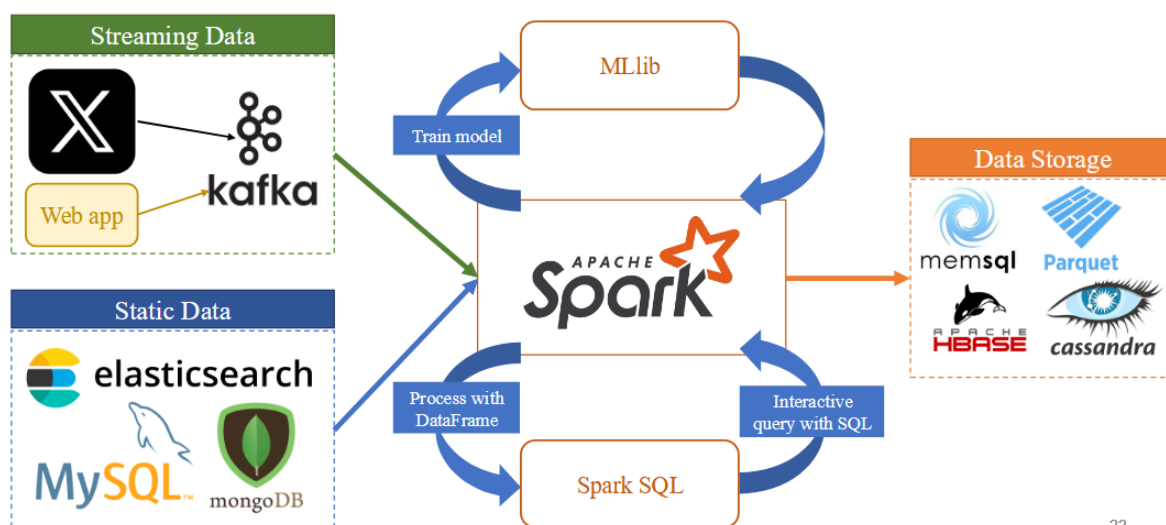 Streaming Data
X
kafka
Web app
Static Data
elasticsearch
MySQL™
mongoDB
MLlib
Train model
APACHE
Spark
Process with
DataFrame
Interactive
query with SQL
Spark SQL
Data Storage
memsql
Parquet
APACHE
HBASE
cassandra